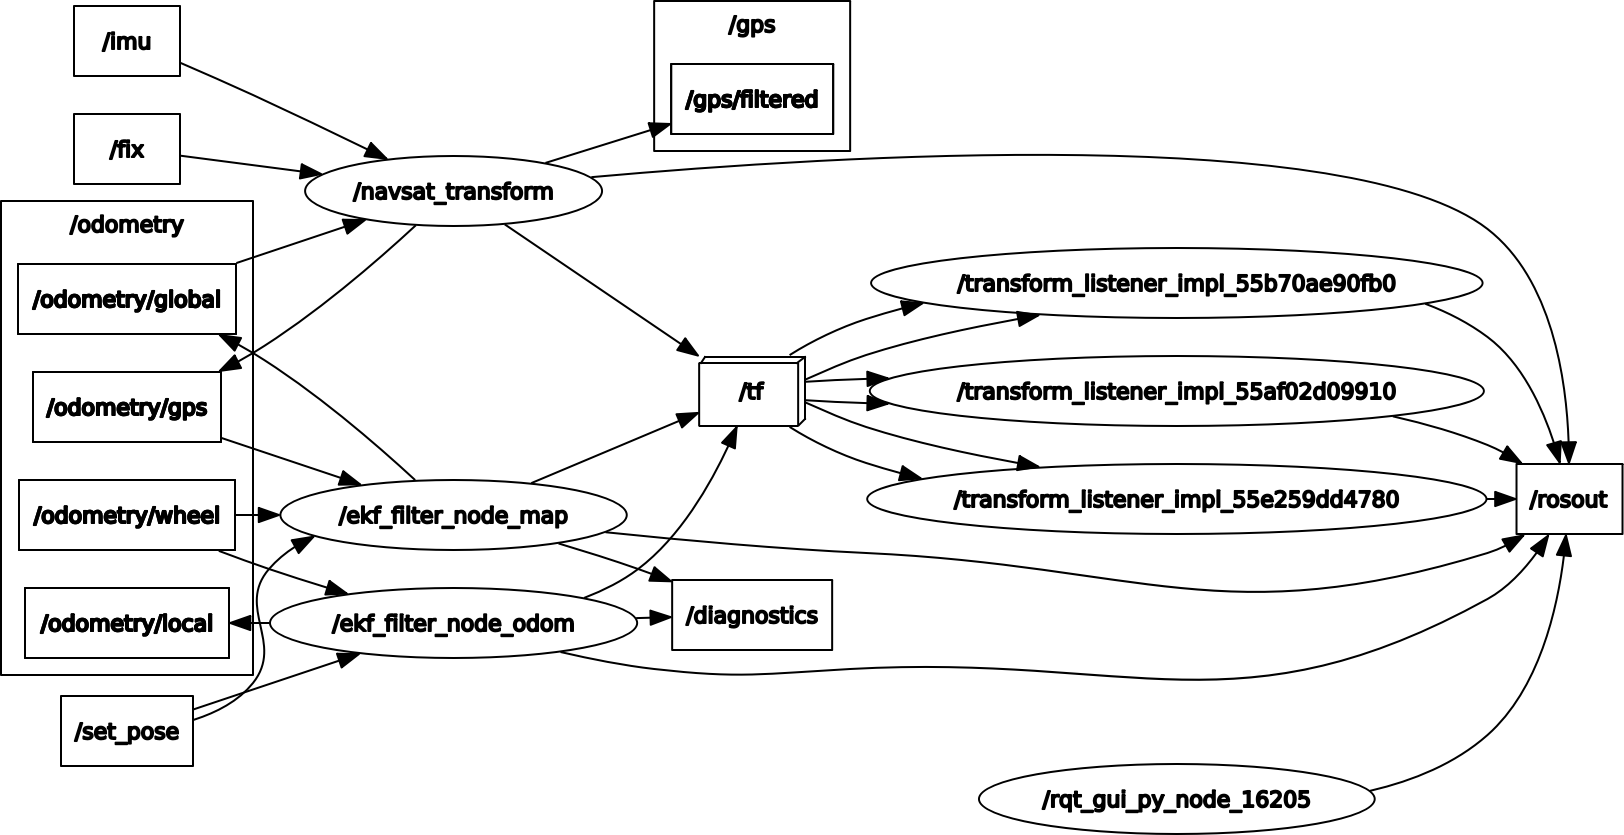 /imu
/gps
/gps/filtered
/fix
/navsat_transform
/odometry
/odometry/global
/transform_listener_impl_55b70ae90fb0
/tf
/transform_listener_impl_55af02d09910
/odometry/gps
/transform_listener_impl_55e259dd4780
/rosout
/odometry/wheel
/ekf_filter_node_map
/odometry/local
/ekf_filter_node_odom
/diagnostics
/set_pose
/rqt_gui_py_node_16205